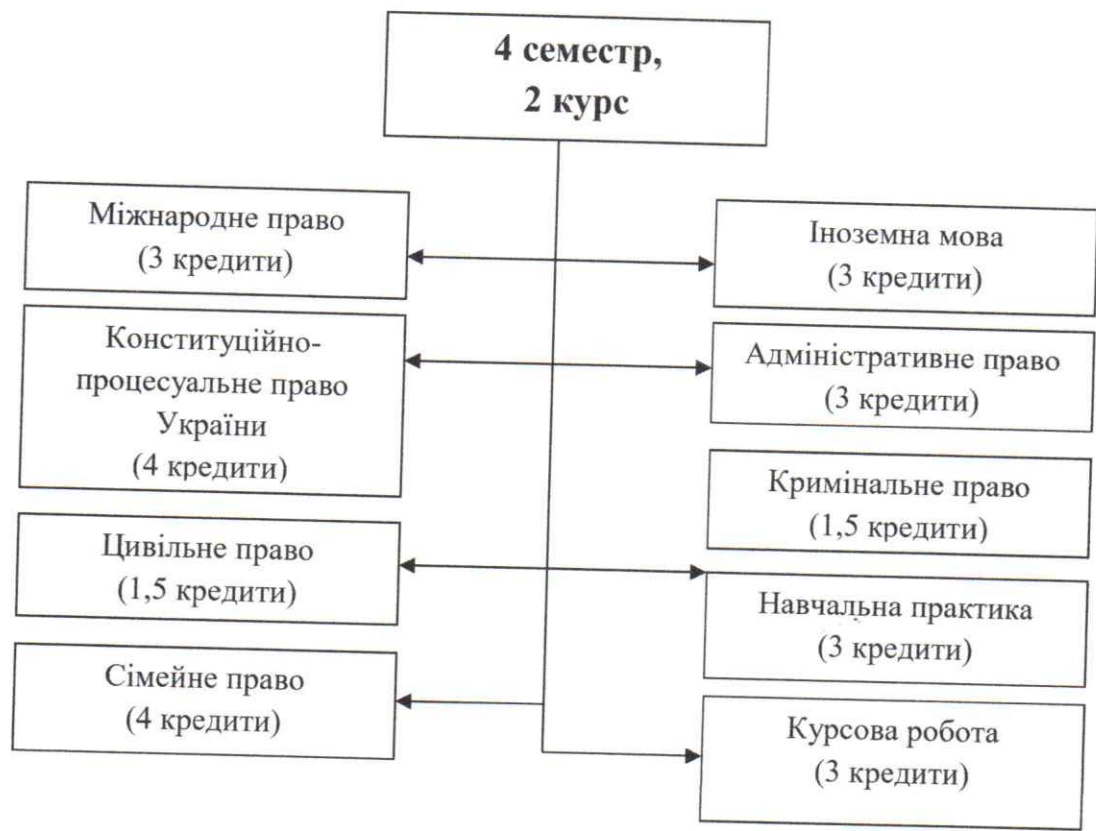 4 семестр,
2 курс
Міжнародне право
(3 кредити)
Конституційно-
процесуальне право
України
(4 кредити)
Цивільне право
(1,5 кредити)
Сімейне право
(4 кредити)
Іноземна мова
(3 кредити)
Адміністративне право
(3 кредити)
Кримінальне право
(1,5 кредити)
Навчальна практика
(3 кредити)
Курсова робота
(3 кредити)